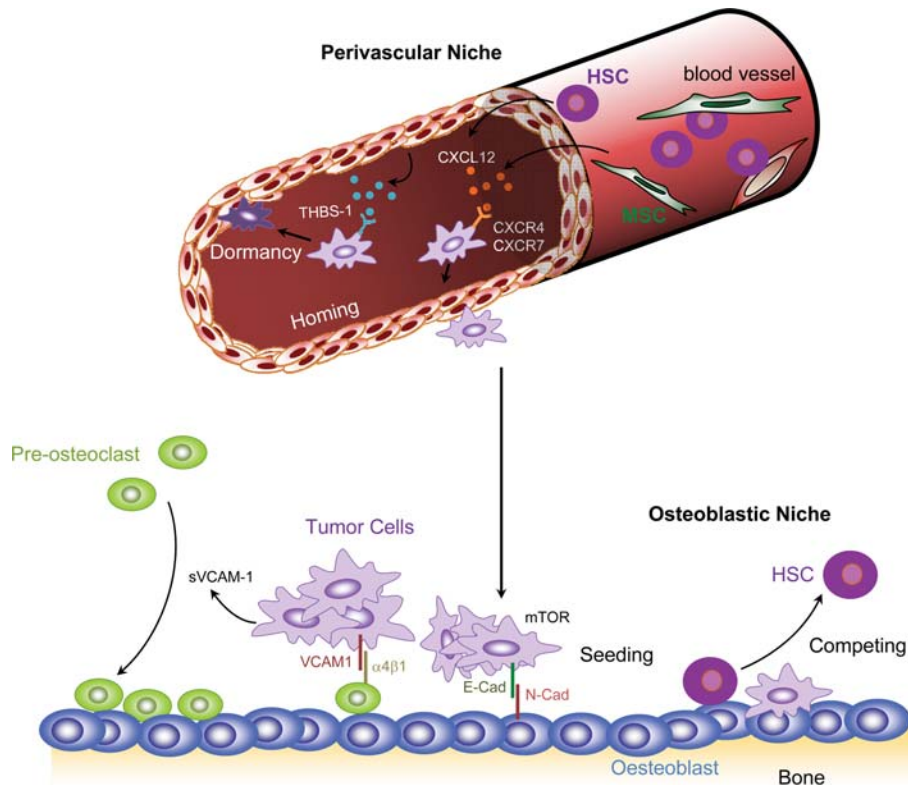 Perivascular Niche
HSC
blood vessel
CXCL12
THBS-1
MSC
CXCR4
CXCR7
Dormancy
Homing
Pre-osteoclast
Osteoblastic Niche
Tumor Cells
HSC
sVCAM-1
mTOR
Seeding
Competing
VCAM1
α4β1
E-Cad
N-Cad
Oesteoblast
Bone